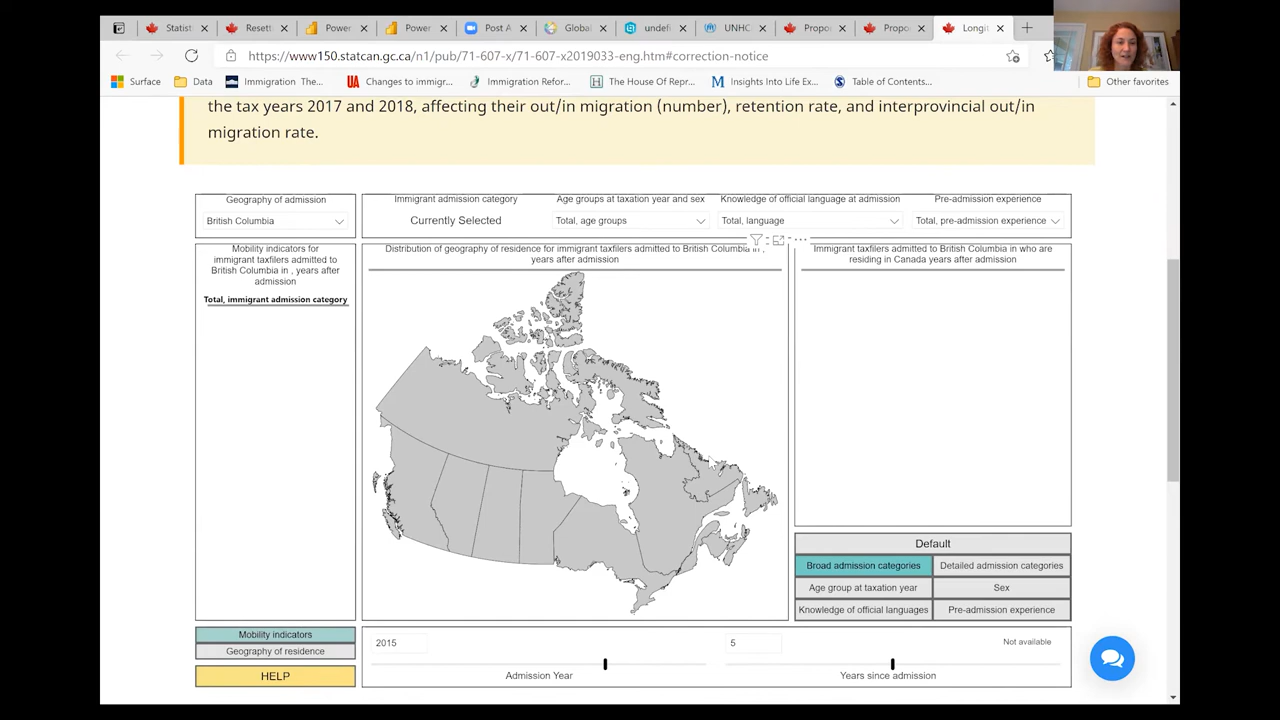 Statist
Resett
Power
Power
Post A
Global
undefi
UNHC
Propo
Propo
Longit
https://www150.statcan.gc.ca/n1/pub/71-607-x/71-607-x2019033-eng.htm#correction-notice
Surface
Data
Immigration The...
Changes to immigr...
Immigration Refor...
The House Of Repr...
Insights Into Life Ex...
Table of Contents...
Other favorites
the tax years 2017 and 2018, affecting their out/in migration (number), retention rate, and interprovincial out/in
migration rate.
Geography of admission
British Columbia
Immigrant admission category
Currently Selected
Age groups at taxation year and sex
Total, age groups
Knowledge of official language at admission
Total, language
Pre-admission experience
Total, pre-admission experience
Mobility indicators for
immigrant taxfilers admitted to
British Columbia in , years after
admission
Total, immigrant admission category
Distribution of geography of residence for immigrant taxfilers admitted to British Columbia in ,
years after admission
Immigrant taxfilers admitted to British Columbia in who are
residing in Canada years after admission
Default
Broad admission categories
Detailed admission categories
Age group at taxation year
Sex
Knowledge of official languages
Pre-admission experience
Mobility indicators
Geography of residence
HELP
2015
Admission Year
5
Not available
Years since admission